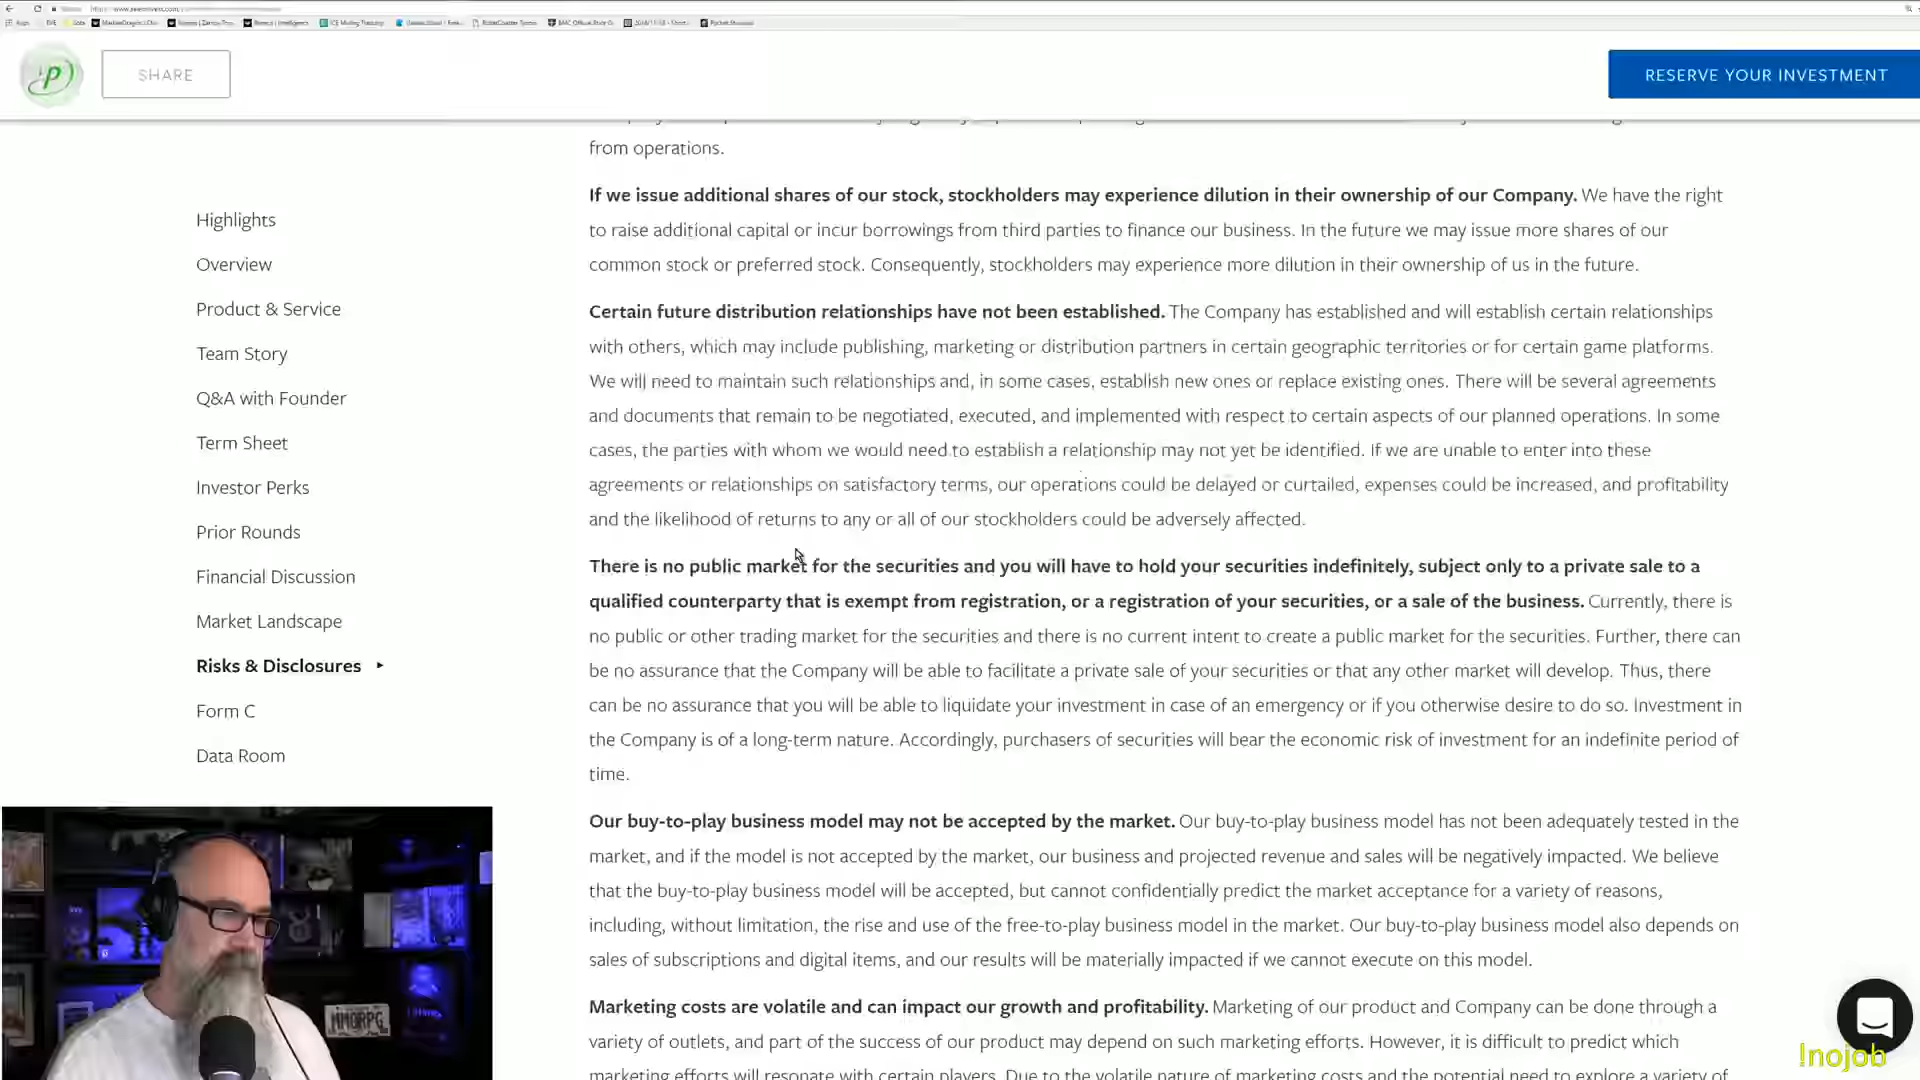 SHARE
RESERVE YOUR INVESTMENT
from operations.
If we issue additional shares of our stock, stockholders may experience dilution in their ownership of our Company. We have the right
to raise additional capital or incur borrowings from third parties to finance our business. In the future we may issue more shares of our
common stock or preferred stock. Consequently, stockholders may experience more dilution in their ownership of us in the future.
Certain future distribution relationships have not been established. The Company has established and will establish certain relationships
with others, which may include publishing, marketing or distribution partners in certain geographic territories or for certain game platforms.
We will need to maintain such relationships and, in some cases, establish new ones or replace existing ones. There will be several agreements
and documents that remain to be negotiated, executed, and implemented with respect to certain aspects of our planned operations. In some
cases, the parties with whom we would need to establish a relationship may not yet be identified. If we are unable to enter into these
agreements or relationships on satisfactory terms, our operations could be delayed or curtailed, expenses could be increased, and profitability
and the likelihood of returns to any or all of our stockholders could be adversely affected.
There is no public market for the securities and you will have to hold your securities indefinitely, subject only to a private sale to a
qualified counterparty that is exempt from registration, or a registration of your securities, or a sale of the business. Currently, there is
no public or other trading market for the securities and there is no current intent to create a public market for the securities. Further, there can
be no assurance that the Company will be able to facilitate a private sale of your securities or that any other market will develop. Thus, there
can be no assurance that you will be able to liquidate your investment in case of an emergency or if you otherwise desire to do so. Investment in
the Company is of a long-term nature. Accordingly, purchasers of securities will bear the economic risk of investment for an indefinite period of
time.
Our buy-to-play business model may not be accepted by the market. Our buy-to-play business model has not been adequately tested in the
market, and if the model is not accepted by the market, our business and projected revenue and sales will be negatively impacted. We believe
that the buy-to-play business model will be accepted, but cannot confidentially predict the market acceptance for a variety of reasons,
including, without limitation, the rise and use of the free-to-play business model in the market. Our buy-to-play business model also depends on
sales of subscriptions and digital items, and our results will be materially impacted if we cannot execute on this model.
Marketing costs are volatile and can impact our growth and profitability. Marketing of our product and Company can be done through a
variety of outlets, and part of the success of our product may depend on such marketing efforts. However, it is difficult to predict which
marketing efforts will resonate with certain players. Due to the volatile nature of marketing costs and the potential need to explore a variety of
Highlights
Overview
Product & Service
Team Story
Q&A with Founder
Term Sheet
Investor Perks
Prior Rounds
Financial Discussion
Market Landscape
Risks & Disclosures
Form C
Data Room
MMORPG
!nojob